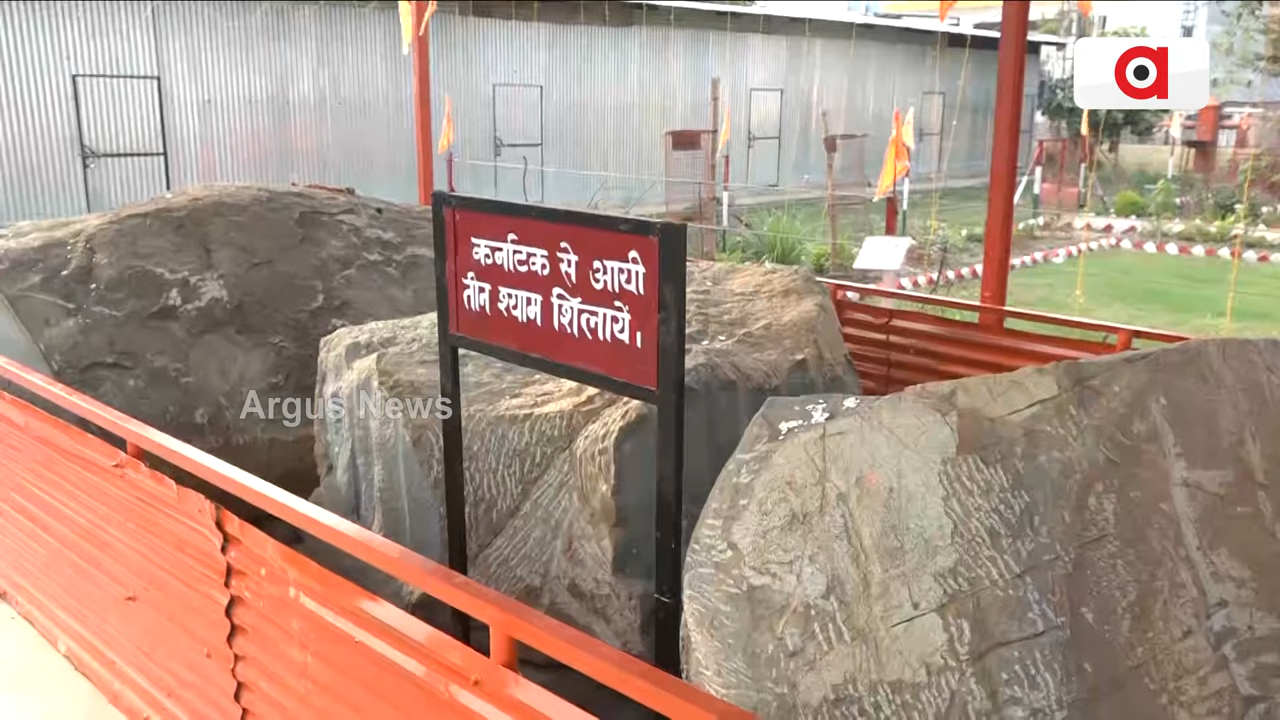 कर्नाटक से आयी
तीन श्याम शिलायें।
Argus News
a